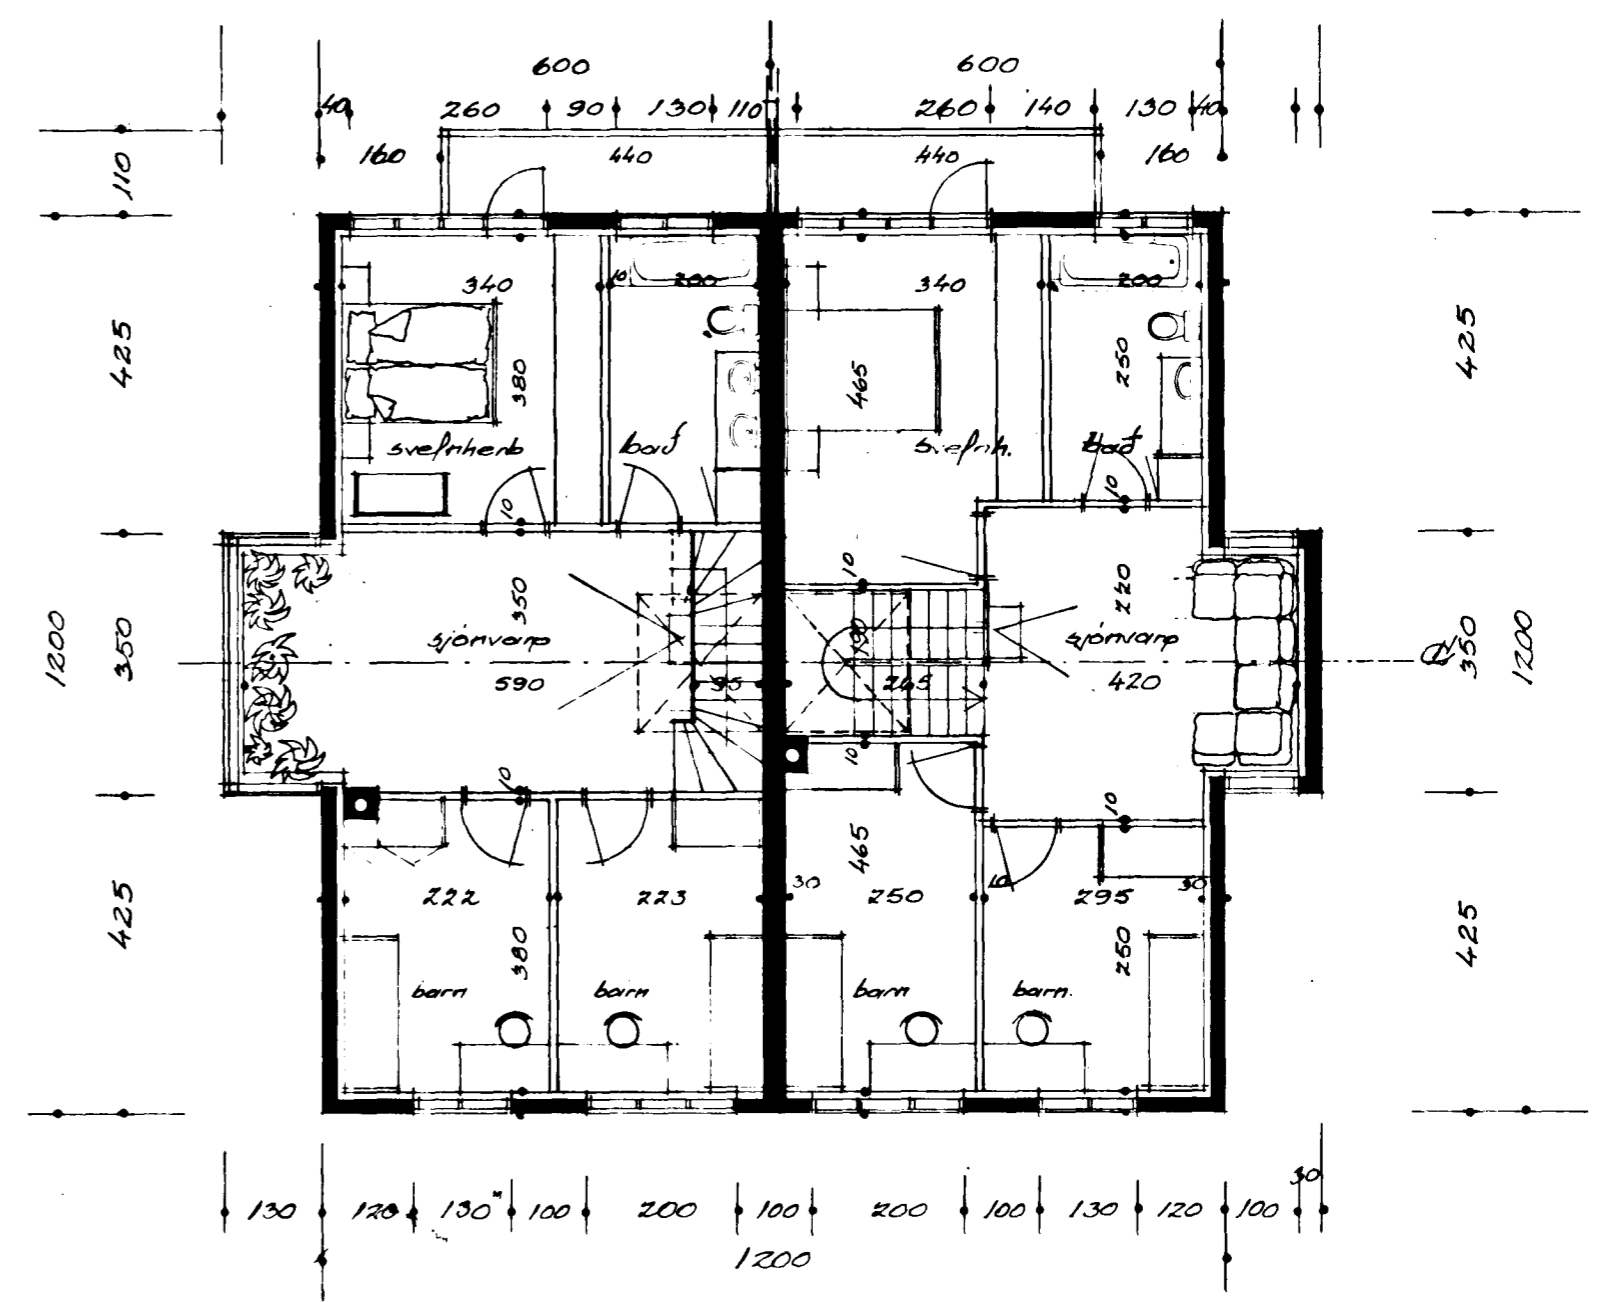 600 600
40 260 90 130 110 260 140 130 40
160 440 440 160
110
340 10 200 340 200
425 380 465 250 425
svefnherb bað svefnh. bað
10 10
10
1200 350 350 220 350 1200
sjónvarp 190 sjónvarp
590 95 265 420
10 10 10
465
222 223 30 250 10 295 30
425 380 250 425
barn barn barn barn.
30
130 120 130 100 200 100 200 100 130 120 100
1200